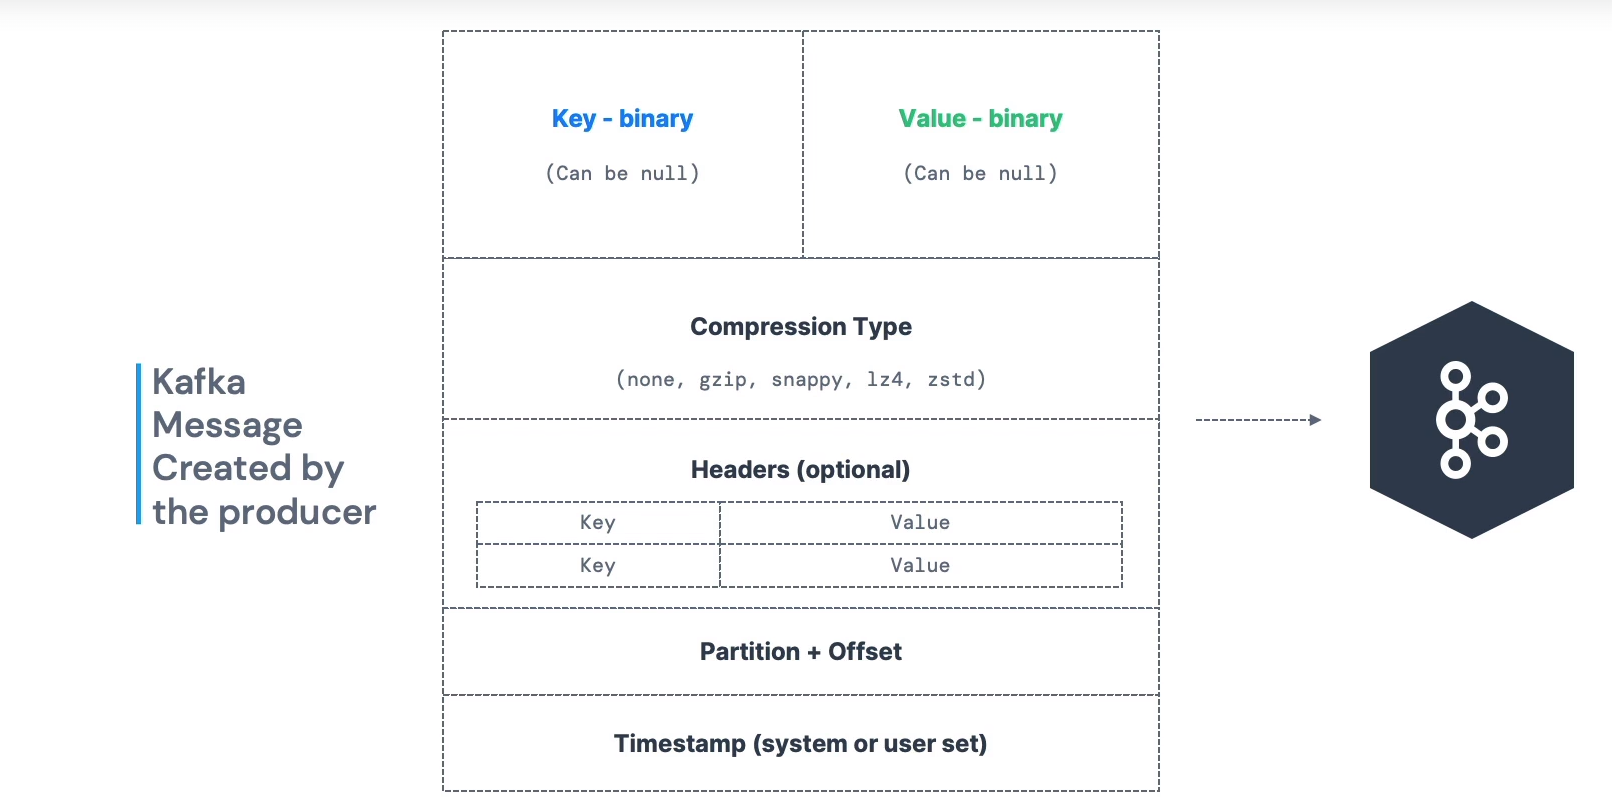 Key - binary
(Can be null)
Value - binary
(Can be null)
Compression Type
(none, gzip, snappy, lz4, zstd)
Kafka
Message
Created by
the producer
Headers (optional)
Key Value
Key Value
Partition + Offset
Timestamp (system or user set)